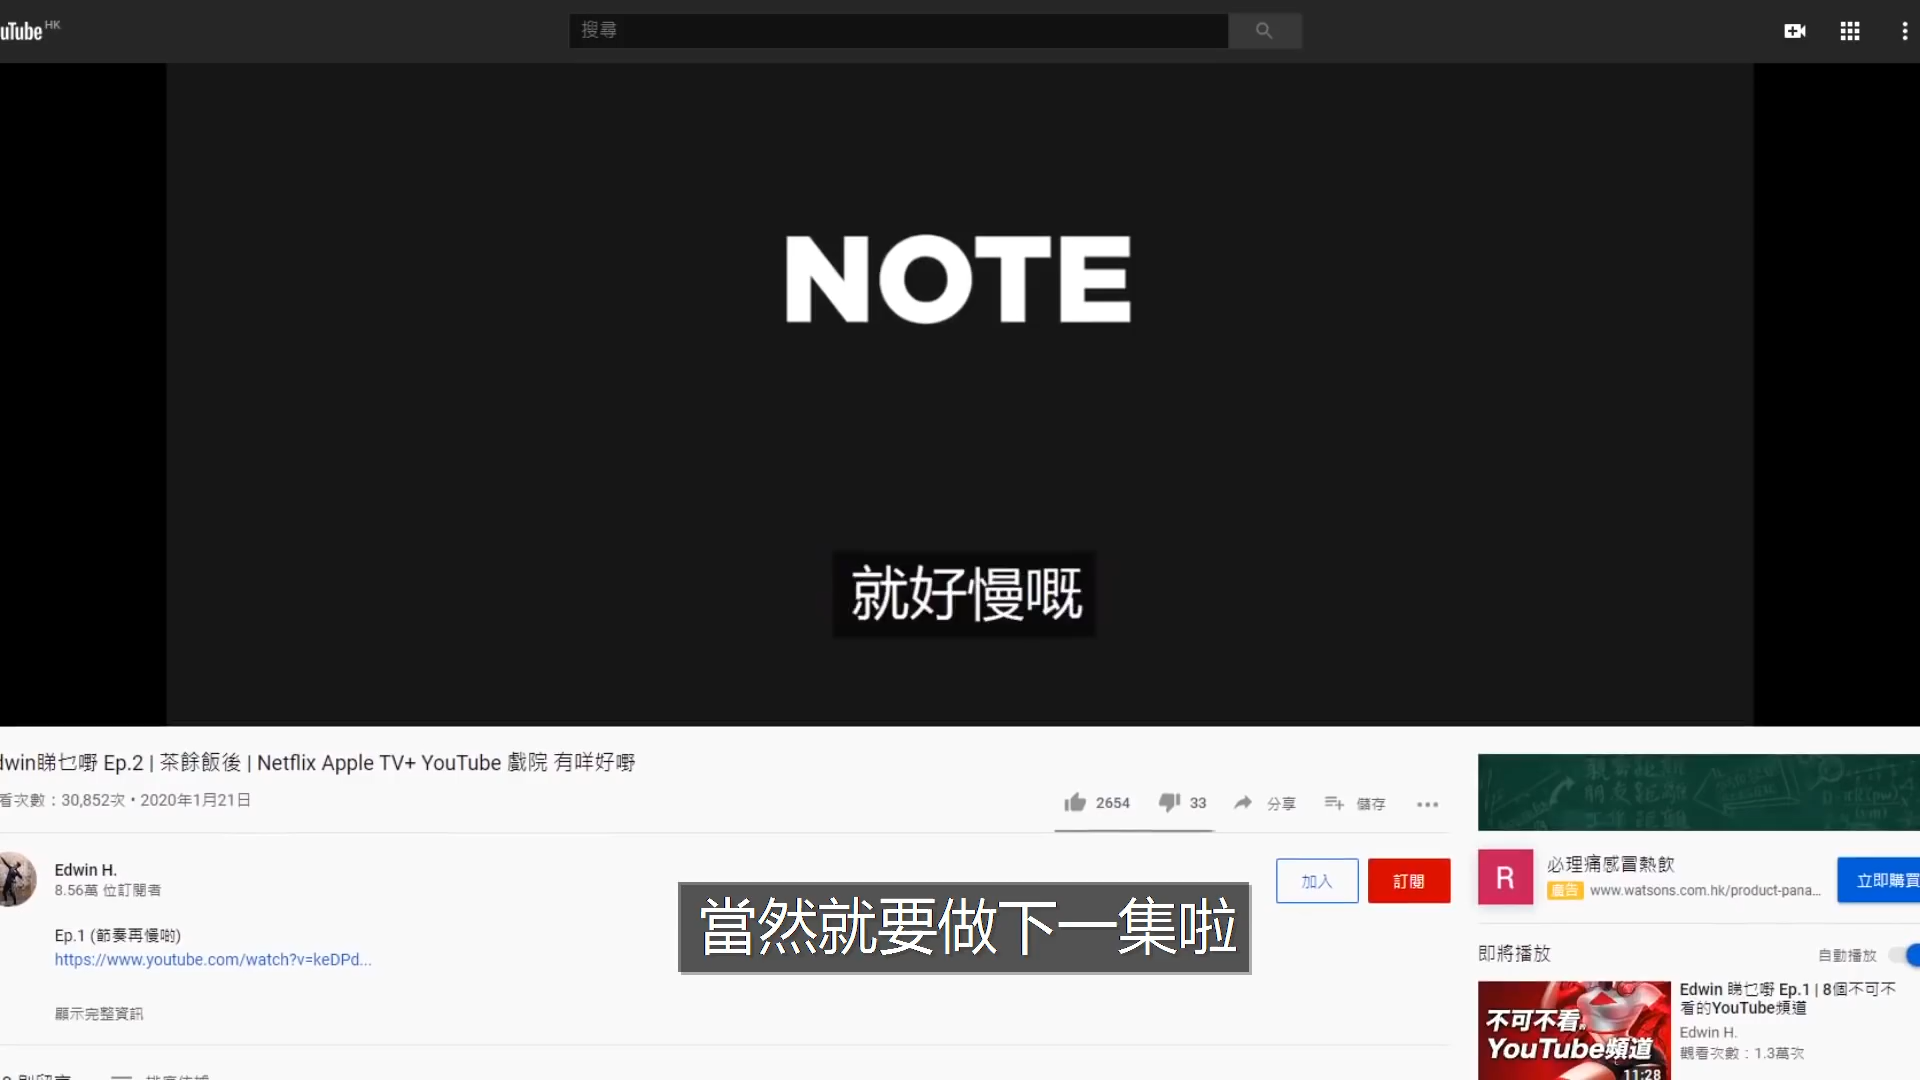 uTube HK
搜尋
NOTE
就好慢嘅
dwin睇乜嘢 Ep.2 | 茶餘飯後 | Netflix Apple TV+ YouTube 戲院 有咩好嘢
看次數：30,852次 • 2020年1月21日
2654
33
分享
儲存
Edwin H.
8.56萬 位訂閱者
加入
訂閱
當然就要做下一集啦
Ep.1 (節奏再慢啲)
https://www.youtube.com/watch?v=keDPd...
顯示完整資訊
R
必理痛感冒熱飲
廣告 www.watsons.com.hk/product-pana...
立即購買
即將播放
自動播放
不可不看
YouTube頻道
11:28
Edwin 睇乜嘢 Ep.1 | 8個不可不
看的YouTube頻道
Edwin H.
觀看次數：1.3萬次